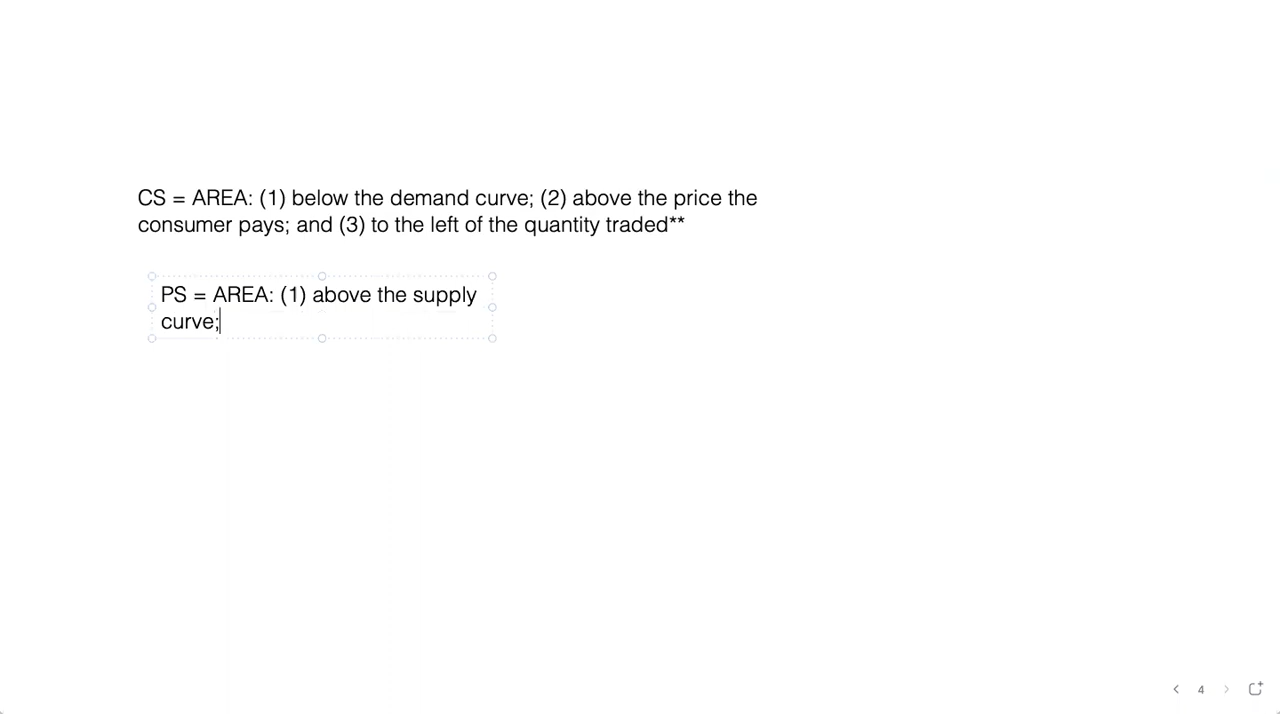 CS = AREA: (1) below the demand curve; (2) above the price the
consumer pays; and (3) to the left of the quantity traded**
PS = AREA: (1) above the supply
curve;
4